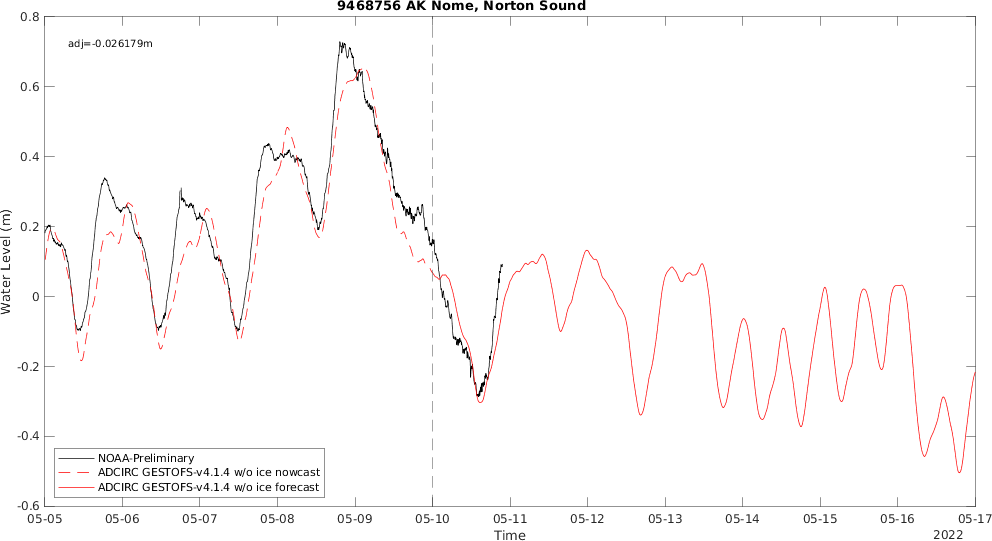 9468756 AK Nome, Norton Sound
adj=-0.026179m
Water Level (m)
0.8
0.6
0.4
0.2
0
-0.2
-0.4
-0.6
NOAA-Preliminary
ADCIRC GESTOFS-v4.1.4 w/o ice nowcast
ADCIRC GESTOFS-v4.1.4 w/o ice forecast
05-05 05-06 05-07 05-08 05-09 05-10 05-11 05-12 05-13 05-14 05-15 05-16 05-17
Time
2022